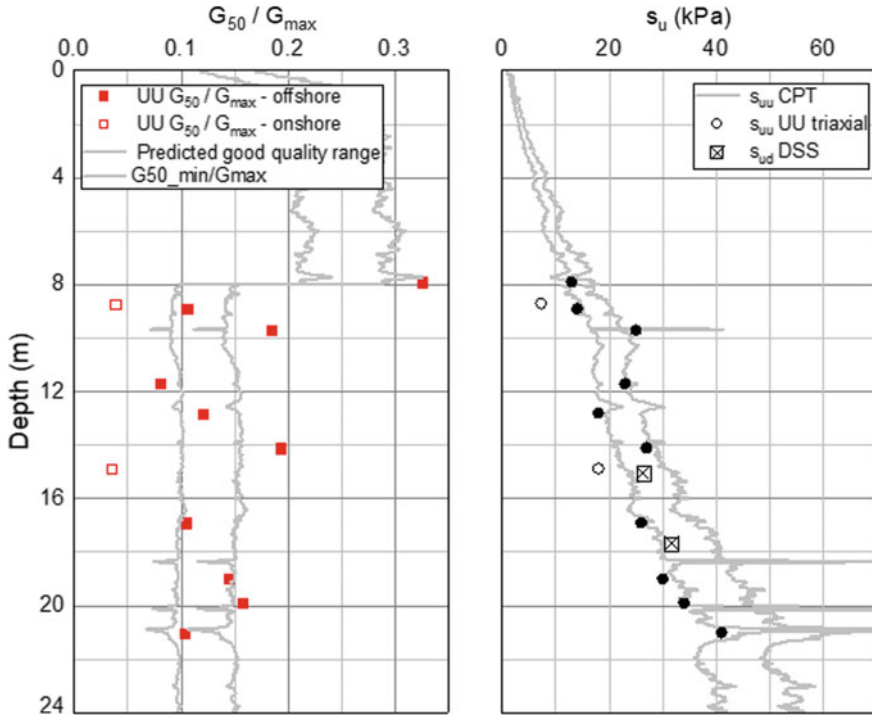 G50 / Gmax
0.0 0.1 0.2 0.3
0
4
8
12
16
20
24
Depth (m)
UU G50 / Gmax - offshore
UU G50 / Gmax - onshore
Predicted good quality range
G50_min/Gmax
su (kPa)
0 20 40 60
suu CPT
suu UU triaxial
sud DSS